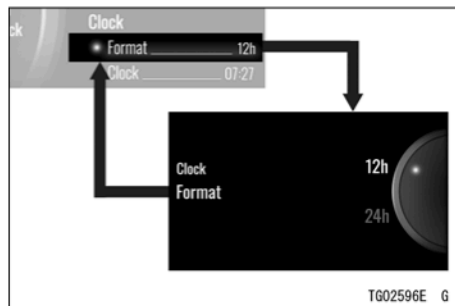 ck
Clock
Format 12h
Clock 07:27
Clock
Format
12h
24h
TG02596E G